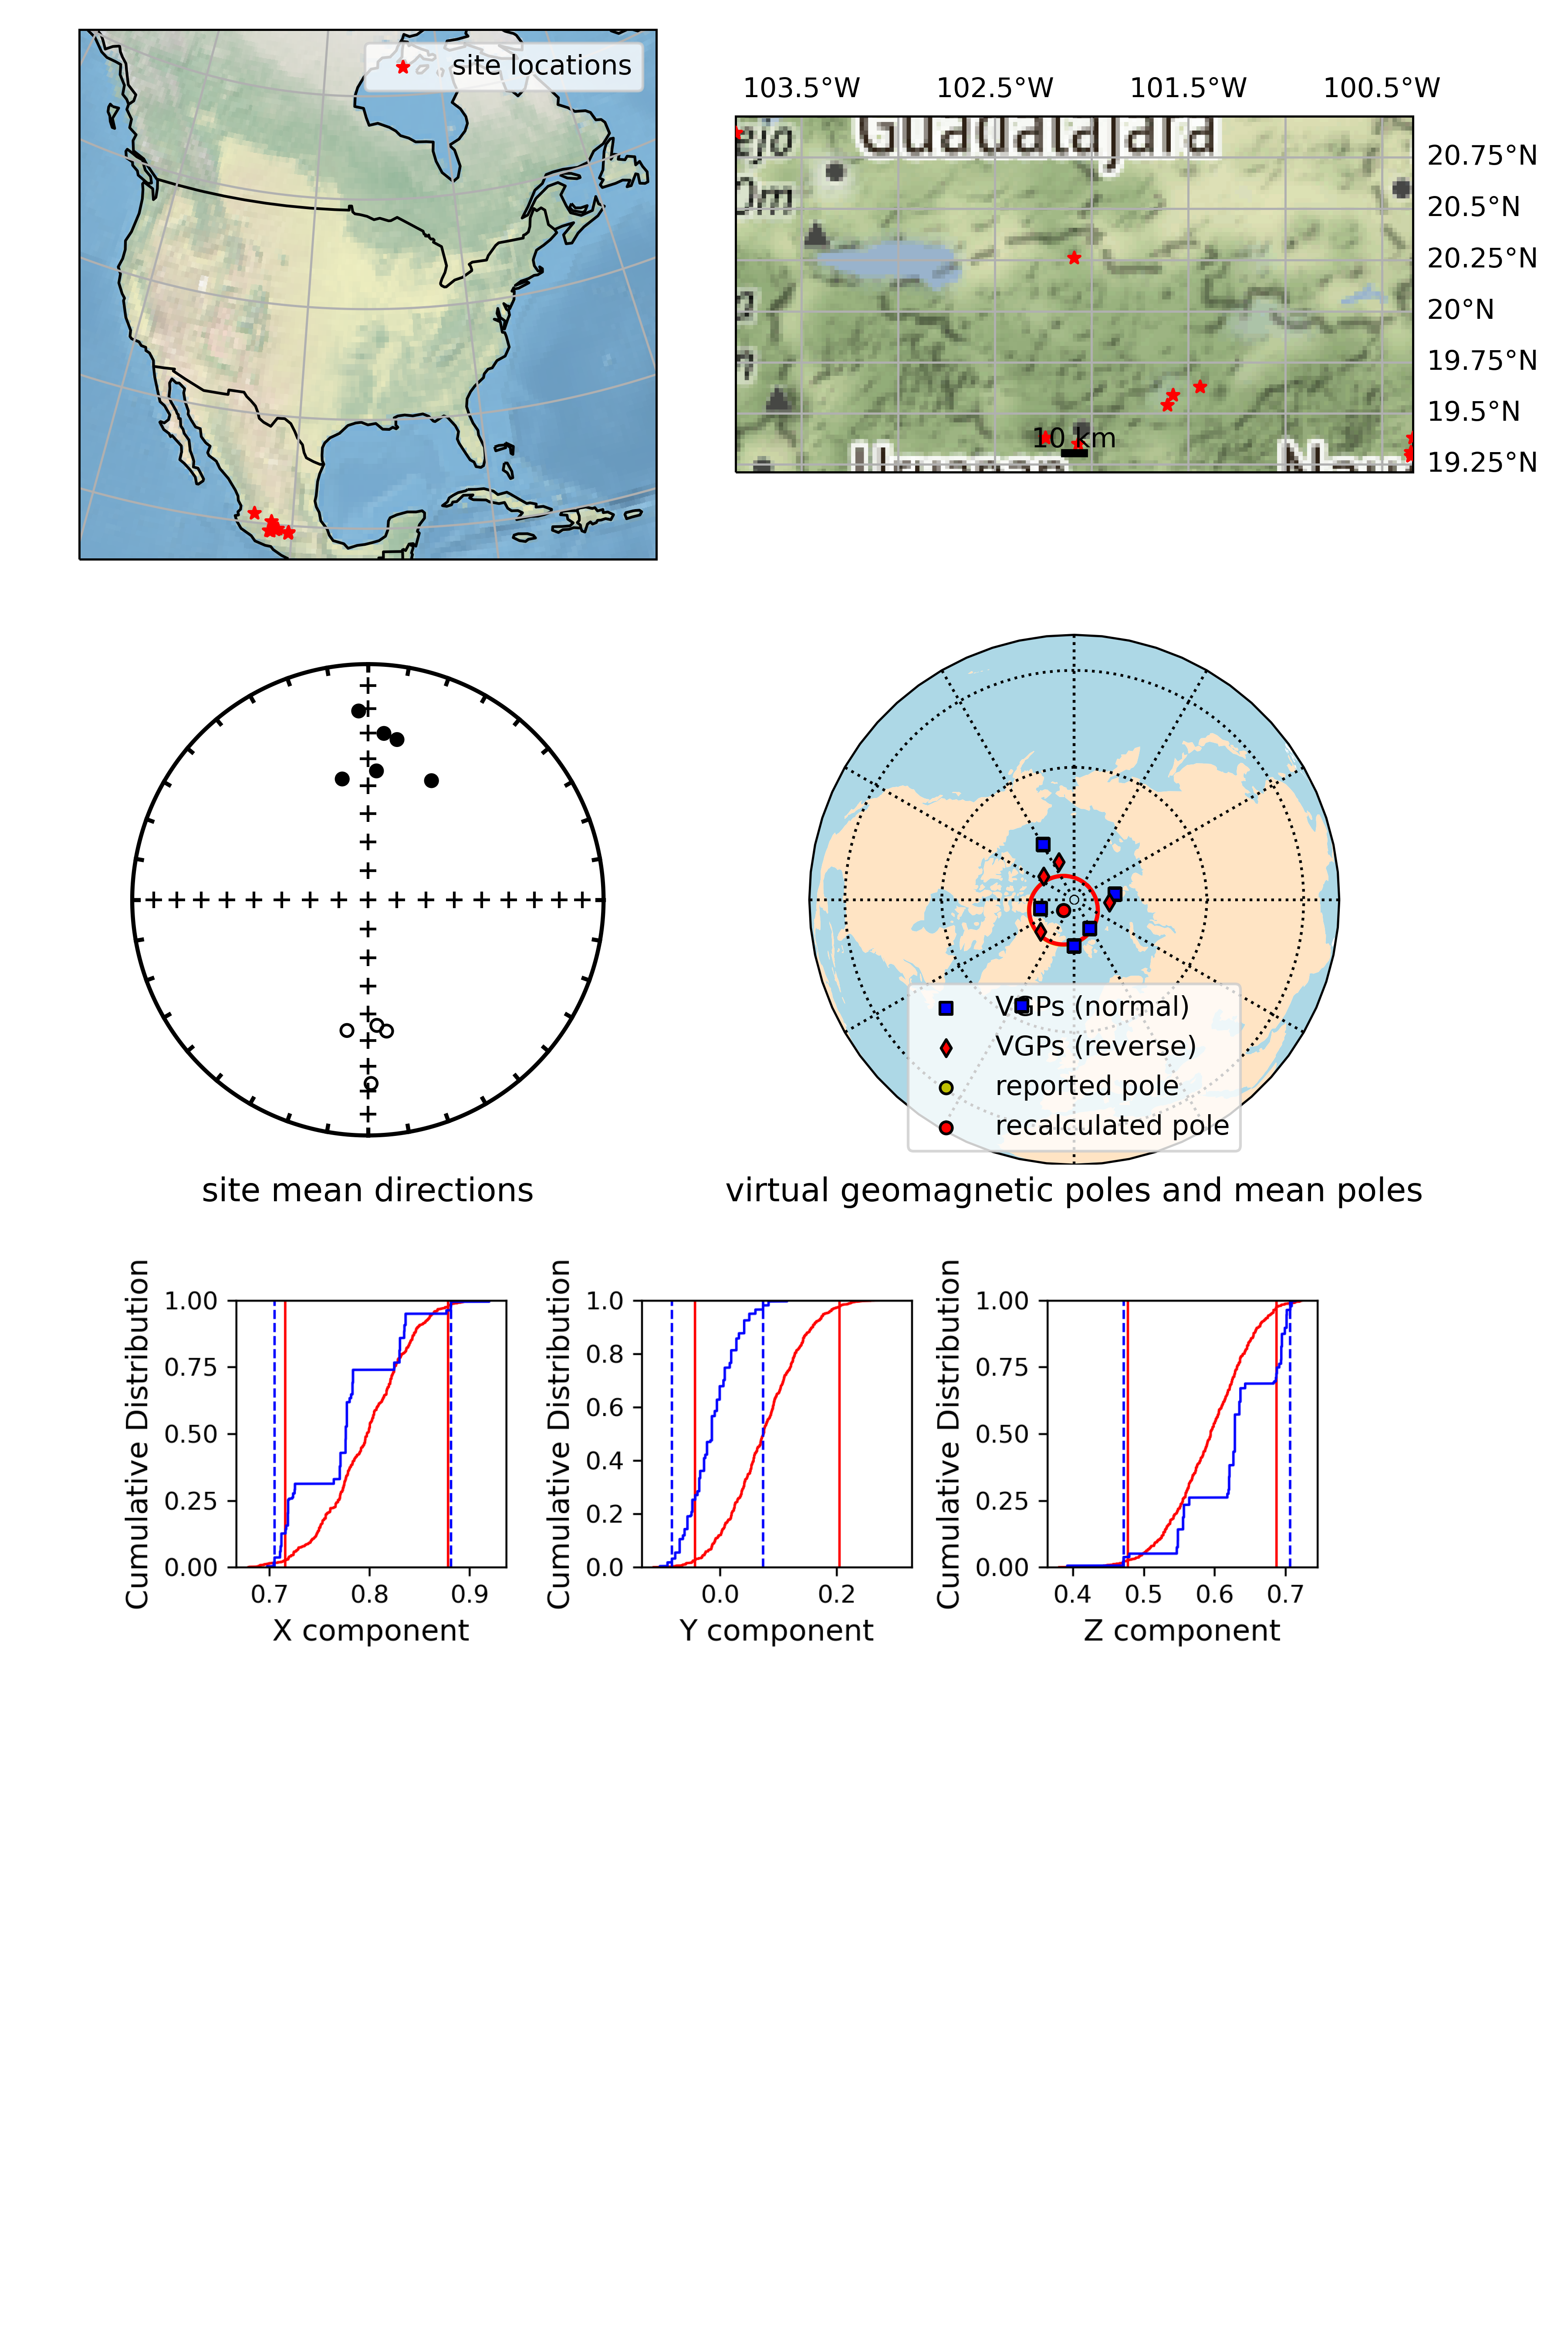 site locations
103.5°W 102.5°W 101.5°W 100.5°W
Guadalajara
20.75°N
20.5°N
20.25°N
20°N
19.75°N
19.5°N
10 km
19.25°N
VGPs (normal)
VGPs (reverse)
reported pole
recalculated pole
site mean directions
virtual geomagnetic poles and mean poles
Cumulative Distribution
1.00
0.75
0.50
0.25
0.00
0.7 0.8 0.9
X component
Cumulative Distribution
1.0
0.8
0.6
0.4
0.2
0.0
0.0 0.2
Y component
Cumulative Distribution
1.00
0.75
0.50
0.25
0.00
0.4 0.5 0.6 0.7
Z component